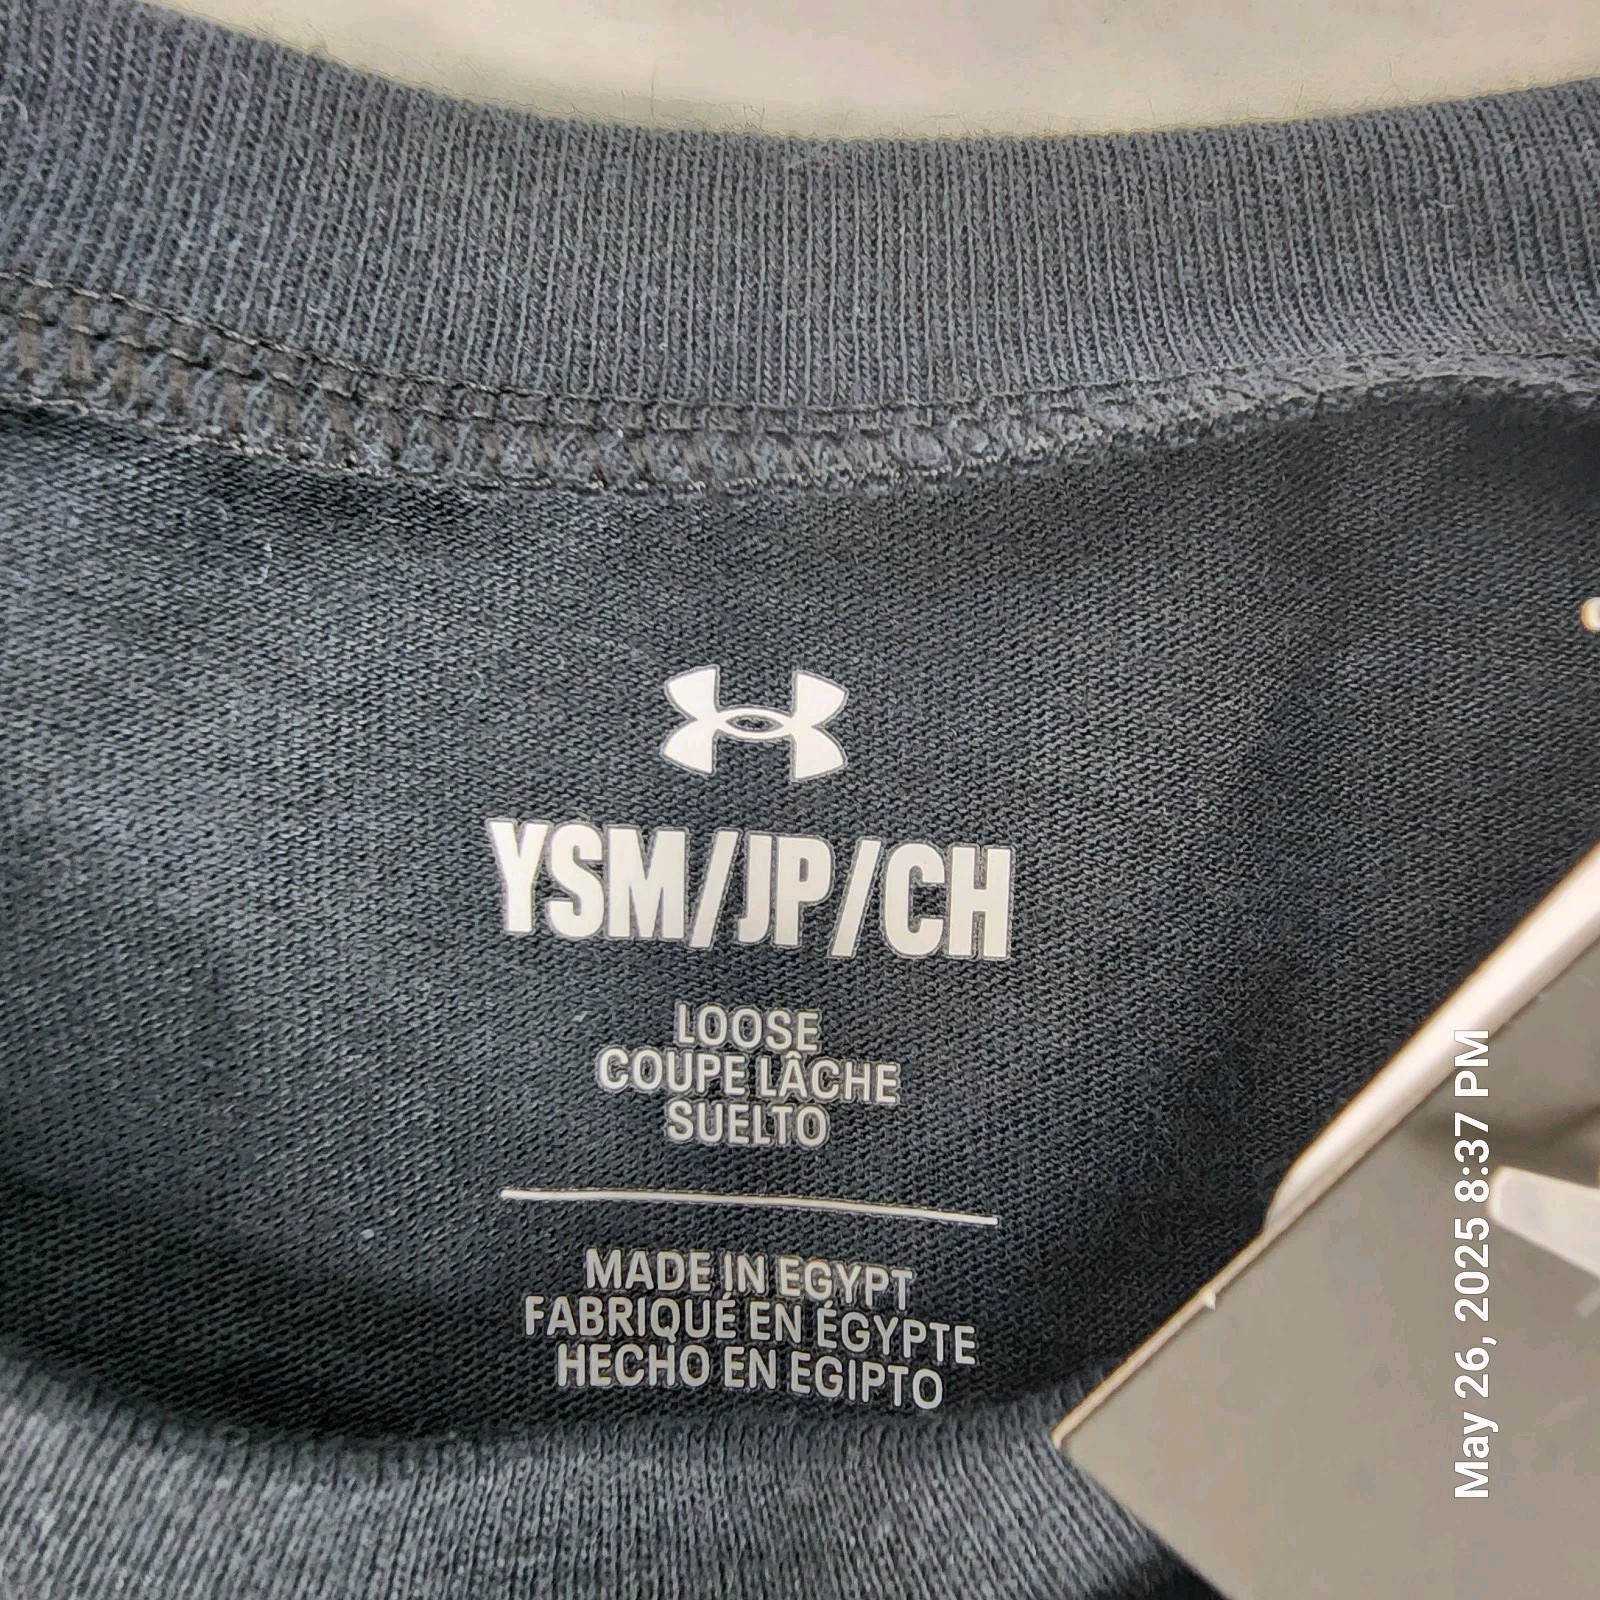 YSM/JP/CH
LOOSE
COUPE LÂCHE
SUELTO
MADE IN EGYPT
FABRIQUÉ EN ÉGYPTE
HECHO EN EGIPTO
May 26, 2025 8:37 PM